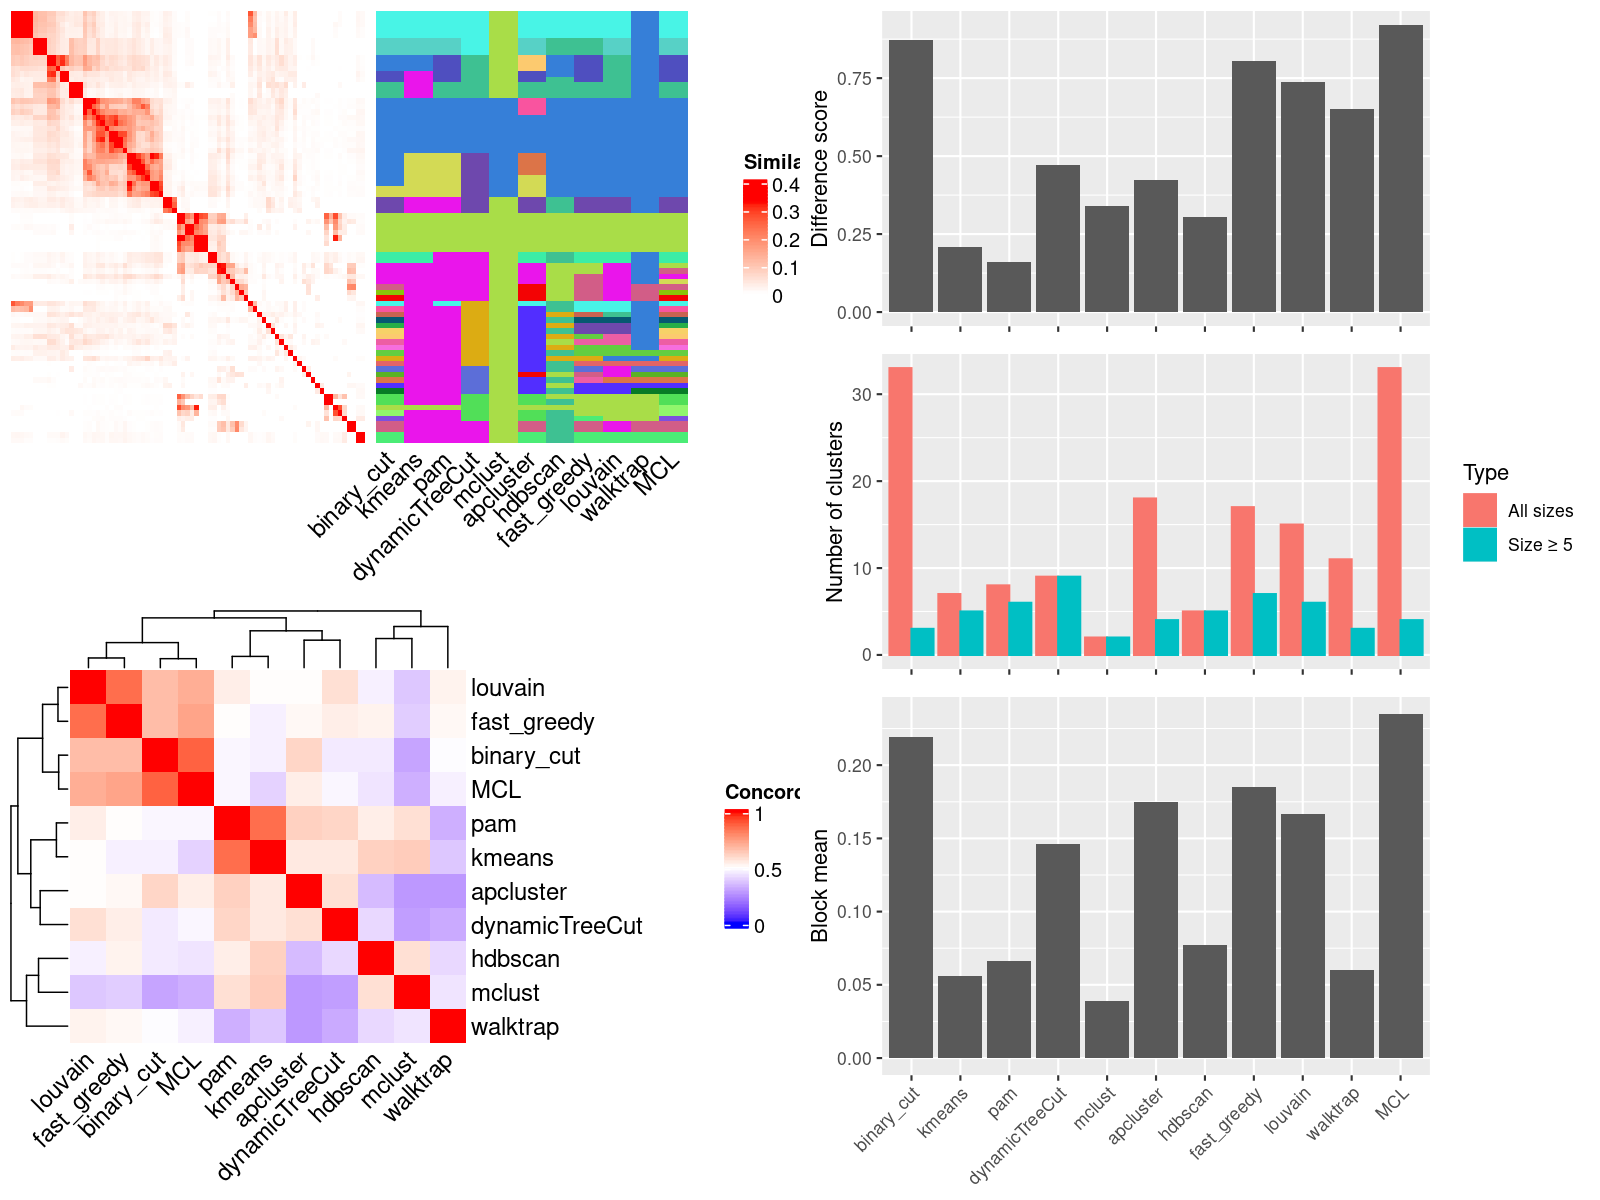 Simila
0.4
0.3
0.2
0.1
0
binary_cut
kmeans
pam
dynamicTreeCut
mclust
apcluster
hdbscan
fast_greedy
louvain
walktrap
MCL
louvain
fast_greedy
binary_cut
MCL
pam
kmeans
apcluster
dynamicTreeCut
hdbscan
mclust
walktrap
Concord
1
0.5
0
louvain
fast_greedy
binary_cut
MCL
pam
kmeans
apcluster
dynamicTreeCut
hdbscan
mclust
walktrap
Difference score
0.75
0.50
0.25
0.00
Number of clusters
30
20
10
0
Type
All sizes
Size ≥ 5
Block mean
0.20
0.15
0.10
0.05
0.00
binary_cut
kmeans
pam
dynamicTreeCut
mclust
apcluster
hdbscan
fast_greedy
louvain
walktrap
MCL